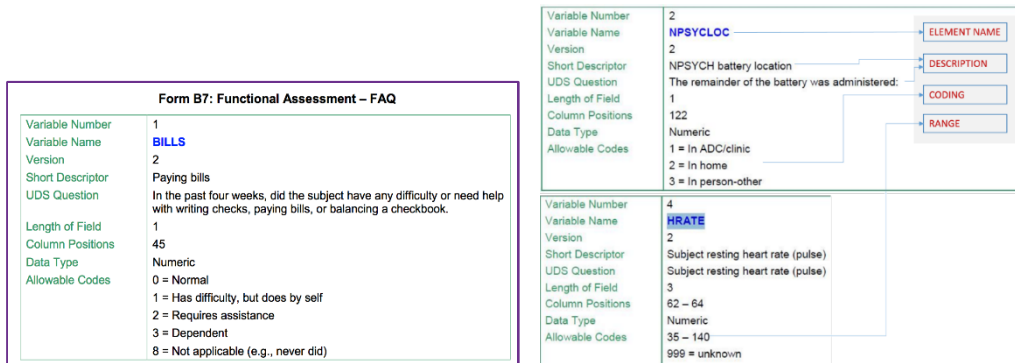 Form B7: Functional Assessment – FAQ
Variable Number 1
Variable Name BILLS
Version 2
Short Descriptor Paying bills
UDS Question In the past four weeks, did the subject have any difficulty or need help
with writing checks, paying bills, or balancing a checkbook.
Length of Field 1
Column Positions 45
Data Type Numeric
Allowable Codes 0 = Normal
1 = Has difficulty, but does by self
2 = Requires assistance
3 = Dependent
8 = Not applicable (e.g., never did)
Variable Number 2
Variable Name NPSYCLOC
Version 2
Short Descriptor NPSYCH battery location
UDS Question The remainder of the battery was administered:
Length of Field 1
Column Positions 122
Data Type Numeric
Allowable Codes 1 = In ADC/clinic
2 = In home
3 = In person-other
ELEMENT NAME
DESCRIPTION
CODING
RANGE
Variable Number 4
Variable Name HRATE
Version 2
Short Descriptor Subject resting heart rate (pulse)
UDS Question Subject resting heart rate (pulse)
Length of Field 3
Column Positions 62 – 64
Data Type Numeric
Allowable Codes 35 – 140
999 = unknown